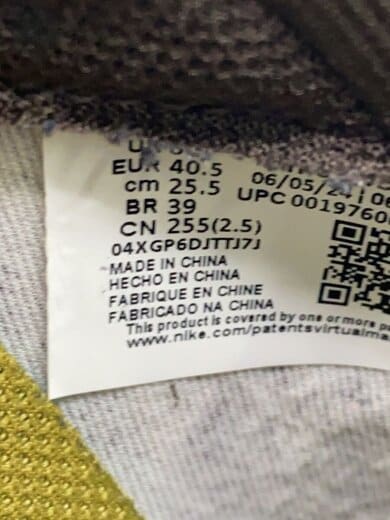 EUR 40.5
cm 25.5
BR 39
CN 255(2.5)
04XGP6DJTTJ7J
MADE IN CHINA
HECHO EN CHINA
FABRIQUE EN CHINE
FABRICADO NA CHINA
This product is covered by one or more
www.nike.com/patentsvirtualma
06/05/2
UPC 00019760